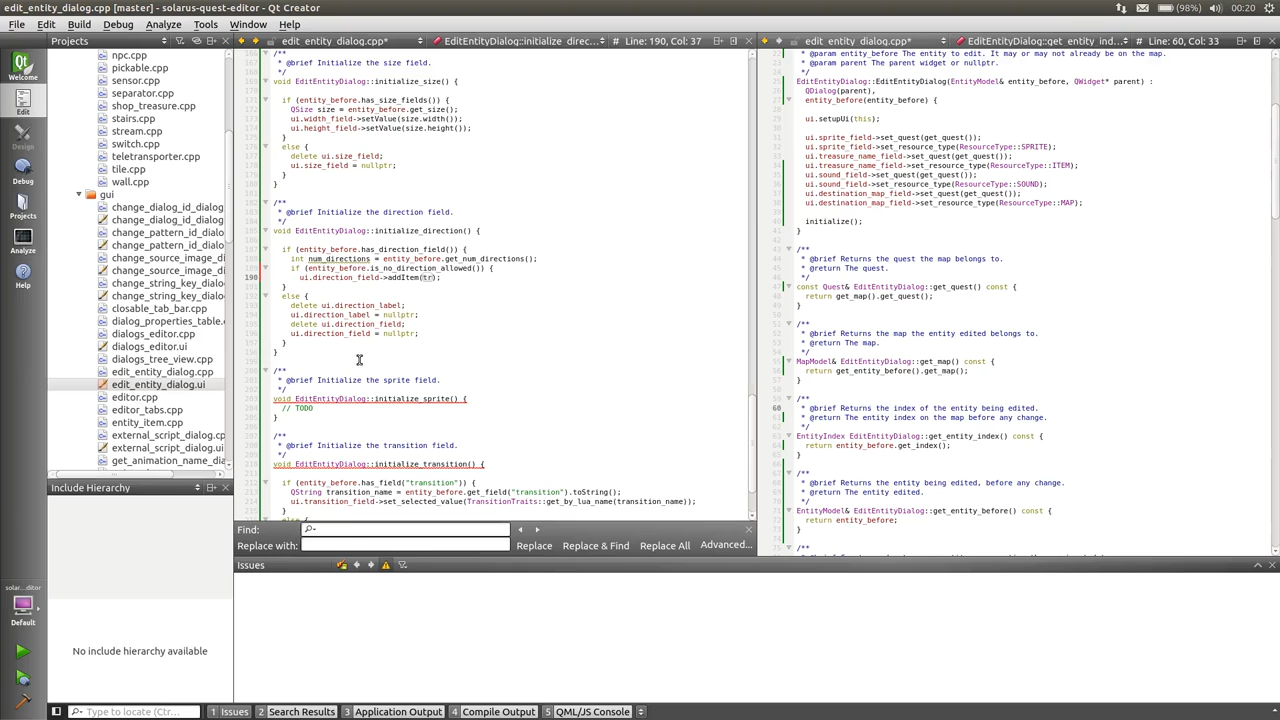 edit_entity_dialog.cpp [master] - solarus-quest-editor - Qt Creator
(98%) 00:20
File Edit Build Debug Analyze Tools Window Help
Projects
edit_entity_dialog.cpp*
EditEntityDialog::initialize_direc...
Line: 190, Col: 37
edit_entity_dialog.cpp*
EditEntityDialog::get_entity_ind...
Line: 60, Col: 33
Welcome
Edit
Design
Debug
Projects
Analyze
Help
solar...ditor
Default
npc.cpp
pickable.cpp
sensor.cpp
separator.cpp
shop_treasure.cpp
stairs.cpp
stream.cpp
switch.cpp
teletransporter.cpp
tile.cpp
wall.cpp
gui
change_dialog_id_dialog
change_dialog_id_dialog
change_pattern_id_dialog
change_pattern_id_dialog
change_source_image_di
change_source_image_di
change_string_key_dialog
change_string_key_dialog
closable_tab_bar.cpp
dialog_properties_table.c
dialogs_editor.cpp
dialogs_editor.ui
dialogs_tree_view.cpp
edit_entity_dialog.cpp
edit_entity_dialog.ui
editor.cpp
editor_tabs.cpp
entity_item.cpp
external_script_dialog.cp
external_script_dialog.ui
get_animation_name_dia
Include Hierarchy
No include hierarchy available
/**
* @brief Initialize the size field.
*/
void EditEntityDialog::initialize_size() {
if (entity_before.has_size_fields()) {
QSize size = entity_before.get_size();
ui.width_field->setValue(size.width());
ui.height_field->setValue(size.height());
}
else {
delete ui.size_field;
ui.size_field = nullptr;
}
}
/**
* @brief Initialize the direction field.
*/
void EditEntityDialog::initialize_direction() {
if (entity_before.has_direction_field()) {
int num_directions = entity_before.get_num_directions();
if (entity_before.is_no_direction_allowed()) {
190 ui.direction_field->addItem(tr);
}
else {
delete ui.direction_label;
ui.direction_label = nullptr;
delete ui.direction_field;
ui.direction_field = nullptr;
}
}
/**
* @brief Initialize the sprite field.
*/
void EditEntityDialog::initialize_sprite() {
// TODO
}
/**
* @brief Initialize the transition field.
*/
void EditEntityDialog::initialize_transition() {
if (entity_before.has_field("transition")) {
QString transition_name = entity_before.get_field("transition").toString();
ui.transition_field->set_selected_value(TransitionTraits::get_by_lua_name(transition_name));
}
else {
* @param entity_before The entity to edit. It may or may not already be on the map.
* @param parent The parent widget or nullptr.
*/
EditEntityDialog::EditEntityDialog(EntityModel& entity_before, QWidget* parent) :
QDialog(parent),
entity_before(entity_before) {
ui.setupUi(this);
ui.sprite_field->set_quest(get_quest());
ui.sprite_field->set_resource_type(ResourceType::SPRITE);
ui.treasure_name_field->set_quest(get_quest());
ui.treasure_name_field->set_resource_type(ResourceType::ITEM);
ui.sound_field->set_quest(get_quest());
ui.sound_field->set_resource_type(ResourceType::SOUND);
ui.destination_map_field->set_quest(get_quest());
ui.destination_map_field->set_resource_type(ResourceType::MAP);
initialize();
}
/**
* @brief Returns the quest the map belongs to.
* @return The quest.
*/
const Quest& EditEntityDialog::get_quest() const {
return get_map().get_quest();
}
/**
* @brief Returns the map the entity edited belongs to.
* @return The map.
*/
MapModel& EditEntityDialog::get_map() const {
return get_entity_before().get_map();
}
/**
60 * @brief Returns the index of the entity being edited.
* @return The entity index on the map before any change.
*/
EntityIndex EditEntityDialog::get_entity_index() const {
return entity_before.get_index();
}
/**
* @brief Returns the entity being edited, before any change.
* @return The entity edited.
*/
EntityModel& EditEntityDialog::get_entity_before() const {
return entity_before;
}
/**
Find:
Replace with:
Replace Replace & Find Replace All Advanced...
Issues
Type to locate (Ctrl...
1 Issues 2 Search Results 3 Application Output 4 Compile Output 5 QML/JS Console